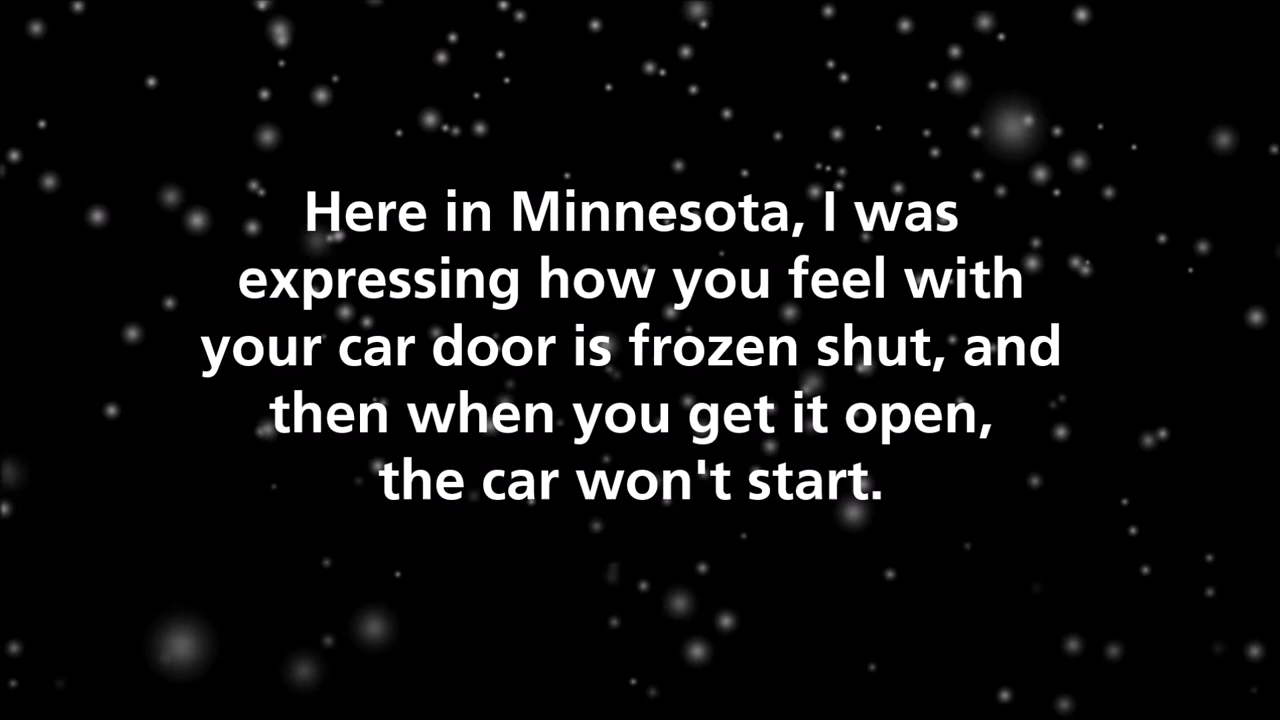 Here in Minnesota, I was
expressing how you feel with
your car door is frozen shut, and
then when you get it open,
the car won't start.